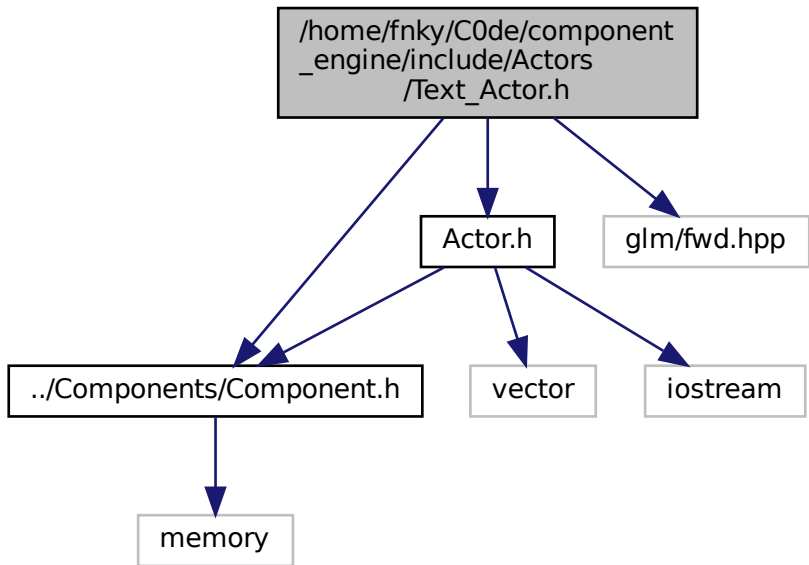 /home/fnky/C0de/component
_engine/include/Actors
/Text_Actor.h
Actor.h
glm/fwd.hpp
../Components/Component.h
vector
iostream
memory